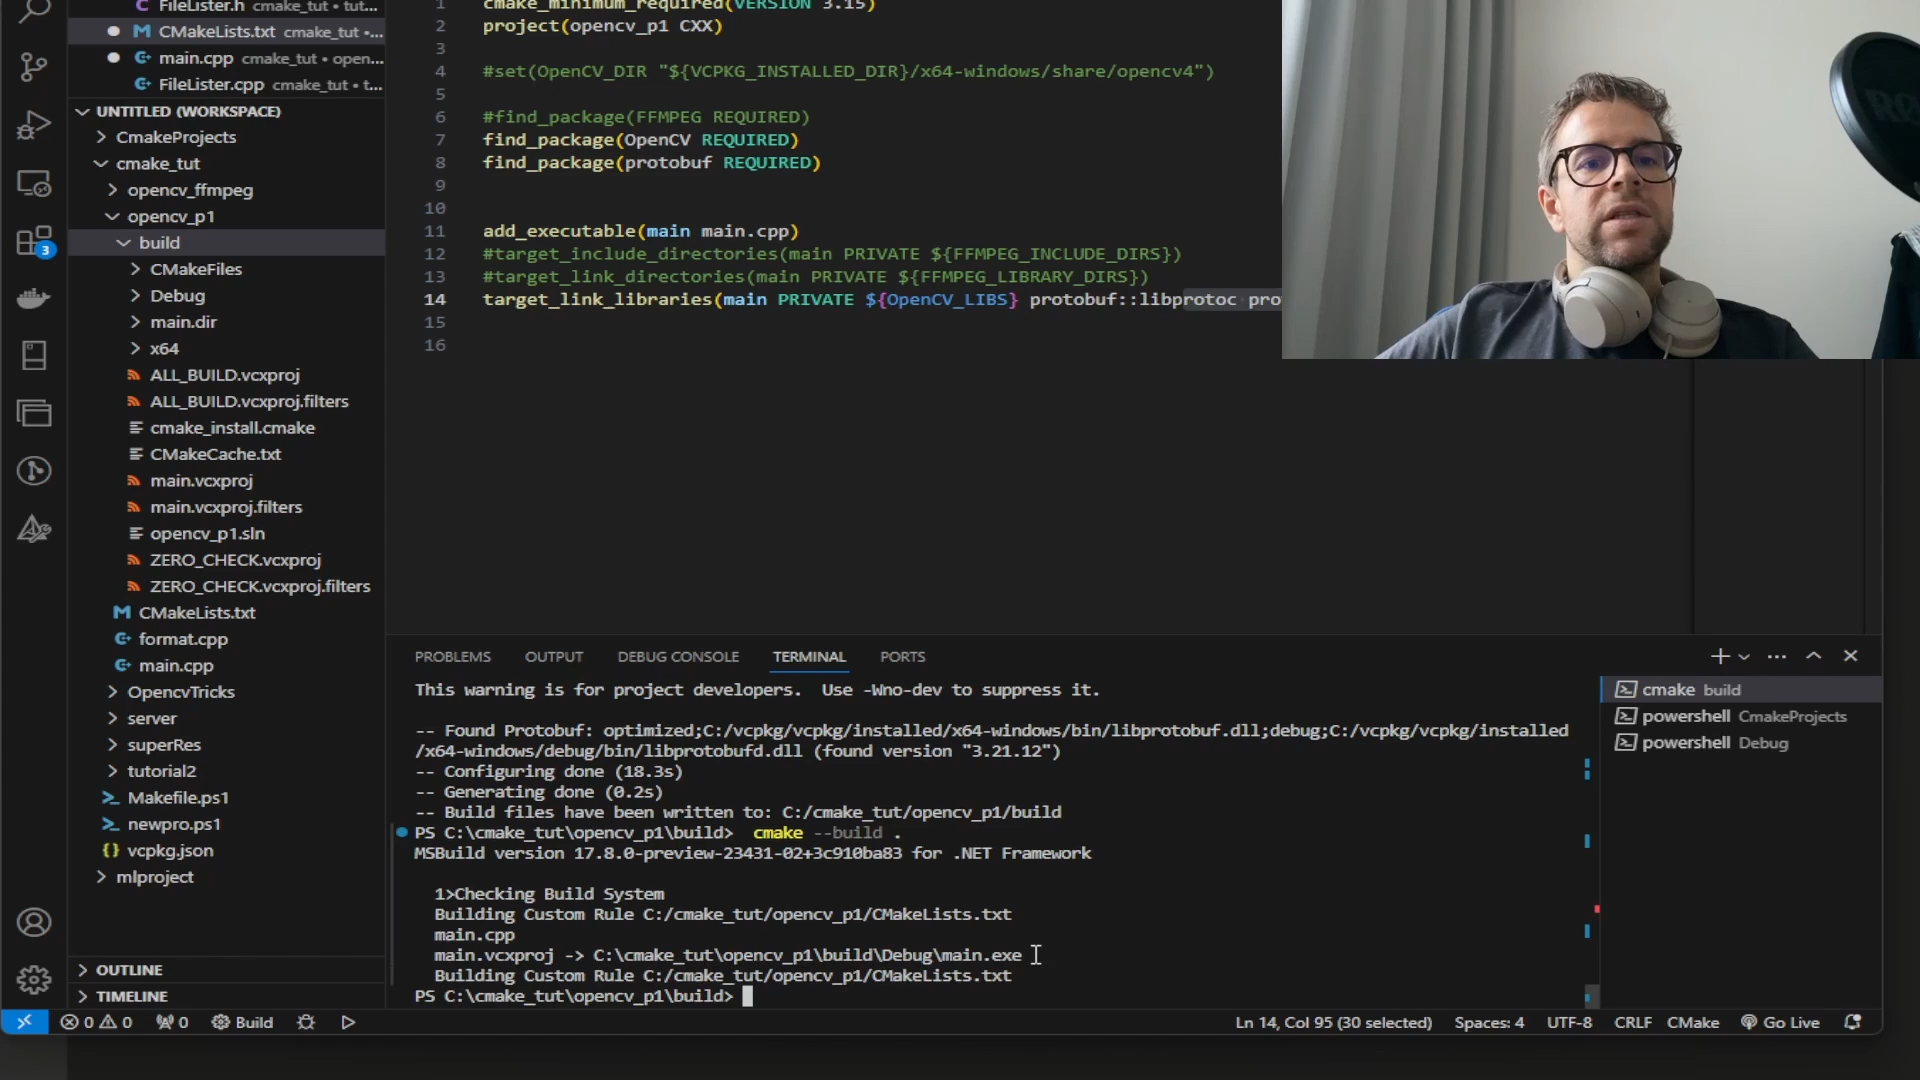 FileLister.h cmake_tut • tut...
CMakeLists.txt cmake_tut •...
main.cpp cmake_tut • open...
FileLister.cpp cmake_tut • t...
UNTITLED (WORKSPACE)
CmakeProjects
cmake_tut
opencv_ffmpeg
opencv_p1
build
CMakeFiles
Debug
main.dir
x64
ALL_BUILD.vcxproj
ALL_BUILD.vcxproj.filters
cmake_install.cmake
CMakeCache.txt
main.vcxproj
main.vcxproj.filters
opencv_p1.sln
ZERO_CHECK.vcxproj
ZERO_CHECK.vcxproj.filters
CMakeLists.txt
format.cpp
main.cpp
OpencvTricks
server
superRes
tutorial2
Makefile.ps1
newpro.ps1
vcpkg.json
mlproject
OUTLINE
TIMELINE
3
1 cmake_minimum_required(VERSION 3.15)
2 project(opencv_p1 CXX)
3
4 #set(OpenCV_DIR "${VCPKG_INSTALLED_DIR}/x64-windows/share/opencv4")
5
6 #find_package(FFMPEG REQUIRED)
7 find_package(OpenCV REQUIRED)
8 find_package(protobuf REQUIRED)
9
10
11 add_executable(main main.cpp)
12 #target_include_directories(main PRIVATE ${FFMPEG_INCLUDE_DIRS})
13 #target_link_directories(main PRIVATE ${FFMPEG_LIBRARY_DIRS})
14 target_link_libraries(main PRIVATE ${OpenCV_LIBS} protobuf::libprotoc pro
15
16
PROBLEMS OUTPUT DEBUG CONSOLE TERMINAL PORTS
This warning is for project developers. Use -Wno-dev to suppress it.
-- Found Protobuf: optimized;C:/vcpkg/vcpkg/installed/x64-windows/bin/libprotobuf.dll;debug;C:/vcpkg/vcpkg/installed
/x64-windows/debug/bin/libprotobufd.dll (found version "3.21.12")
-- Configuring done (18.3s)
-- Generating done (0.2s)
-- Build files have been written to: C:/cmake_tut/opencv_p1/build
PS C:\cmake_tut\opencv_p1\build> cmake --build .
MSBuild version 17.8.0-preview-23431-02+3c910ba83 for .NET Framework
1>Checking Build System
Building Custom Rule C:/cmake_tut/opencv_p1/CMakeLists.txt
main.cpp
main.vcxproj -> C:\cmake_tut\opencv_p1\build\Debug\main.exe
Building Custom Rule C:/cmake_tut/opencv_p1/CMakeLists.txt
PS C:\cmake_tut\opencv_p1\build>
cmake build
powershell CmakeProjects
powershell Debug
0 0 0 Build
Ln 14, Col 95 (30 selected) Spaces: 4 UTF-8 CRLF CMake Go Live